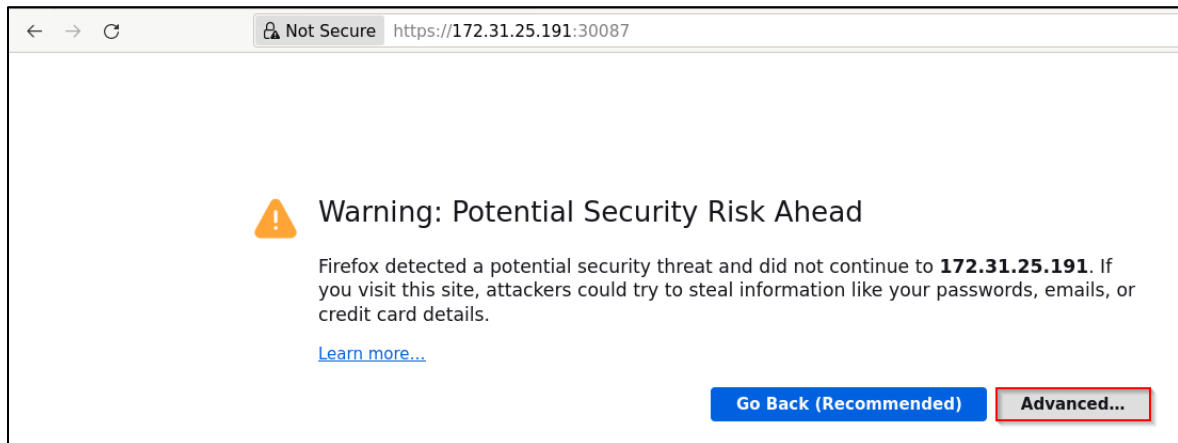 Not Secure https://172.31.25.191:30087
Warning: Potential Security Risk Ahead
Firefox detected a potential security threat and did not continue to 172.31.25.191. If
you visit this site, attackers could try to steal information like your passwords, emails, or
credit card details.
Learn more...
Go Back (Recommended) Advanced...